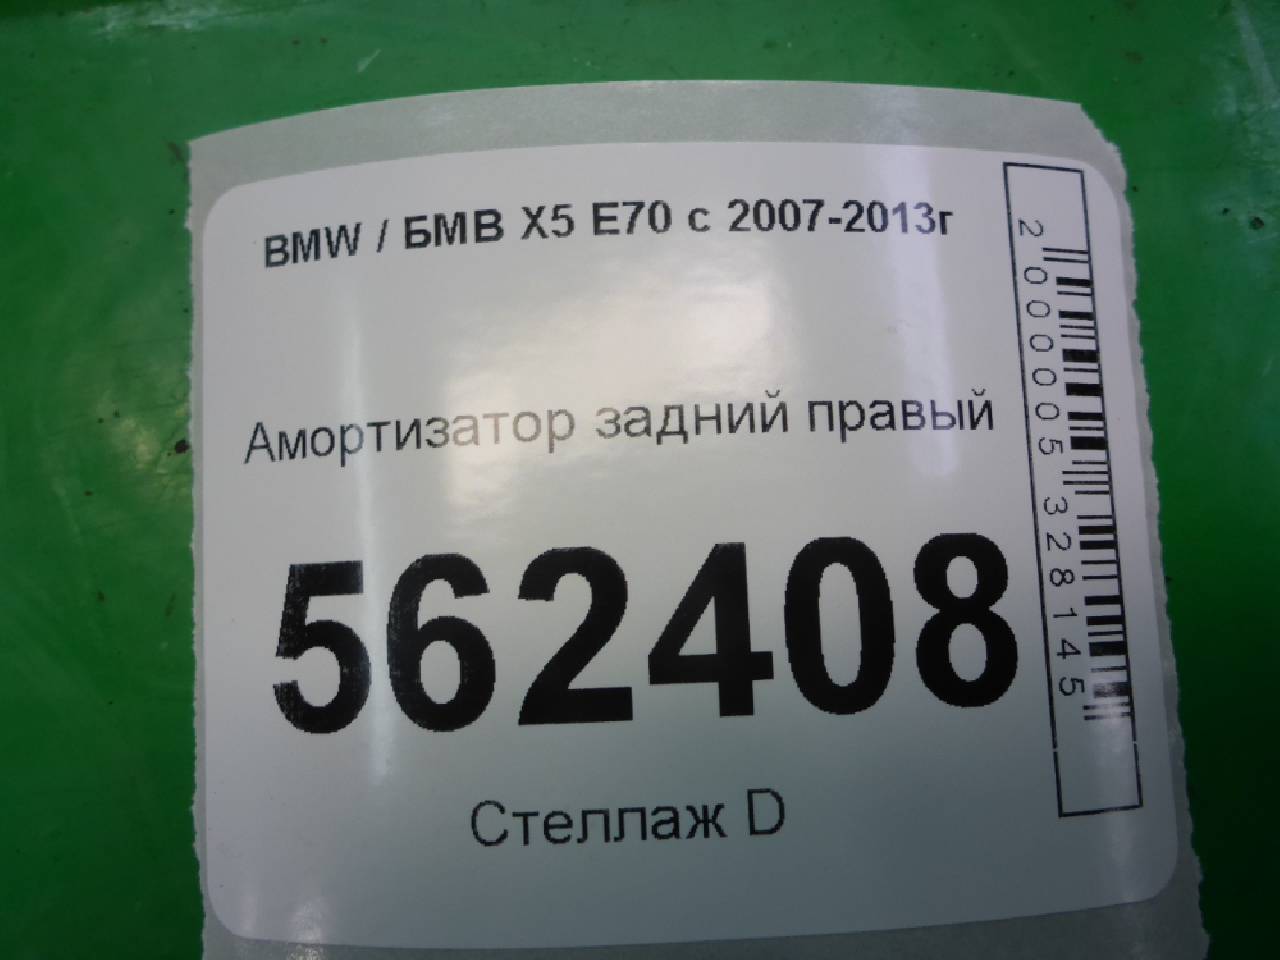 BMW / БМВ X5 E70 с 2007-2013г
Амортизатор задний правый
562408
Стеллаж D
2000005328145